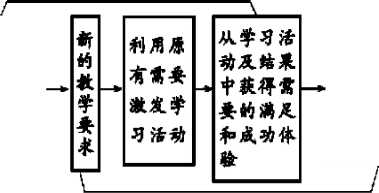 新的教学要求
利用原
有需要
激发学
习活动
从学习活
动及结果
中获得需
要的满足
和成功体
验